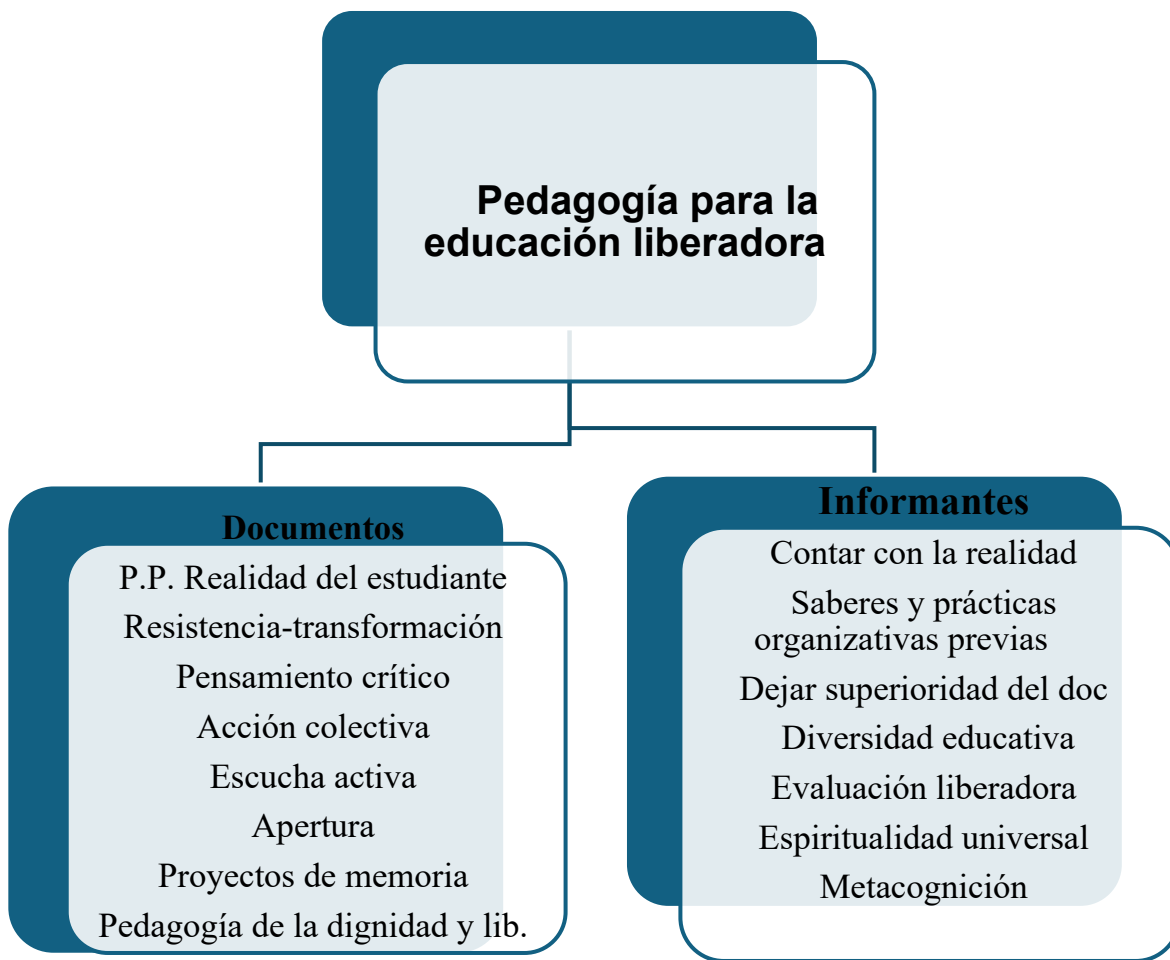 Pedagogía para la
educación liberadora
Documentos
P.P. Realidad del estudiante
Resistencia-transformación
Pensamiento crítico
Acción colectiva
Escucha activa
Apertura
Proyectos de memoria
Pedagogía de la dignidad y lib.
Informantes
Contar con la realidad
Saberes y prácticas
organizativas previas
Dejar superioridad del doc
Diversidad educativa
Evaluación liberadora
Espiritualidad universal
Metacognición